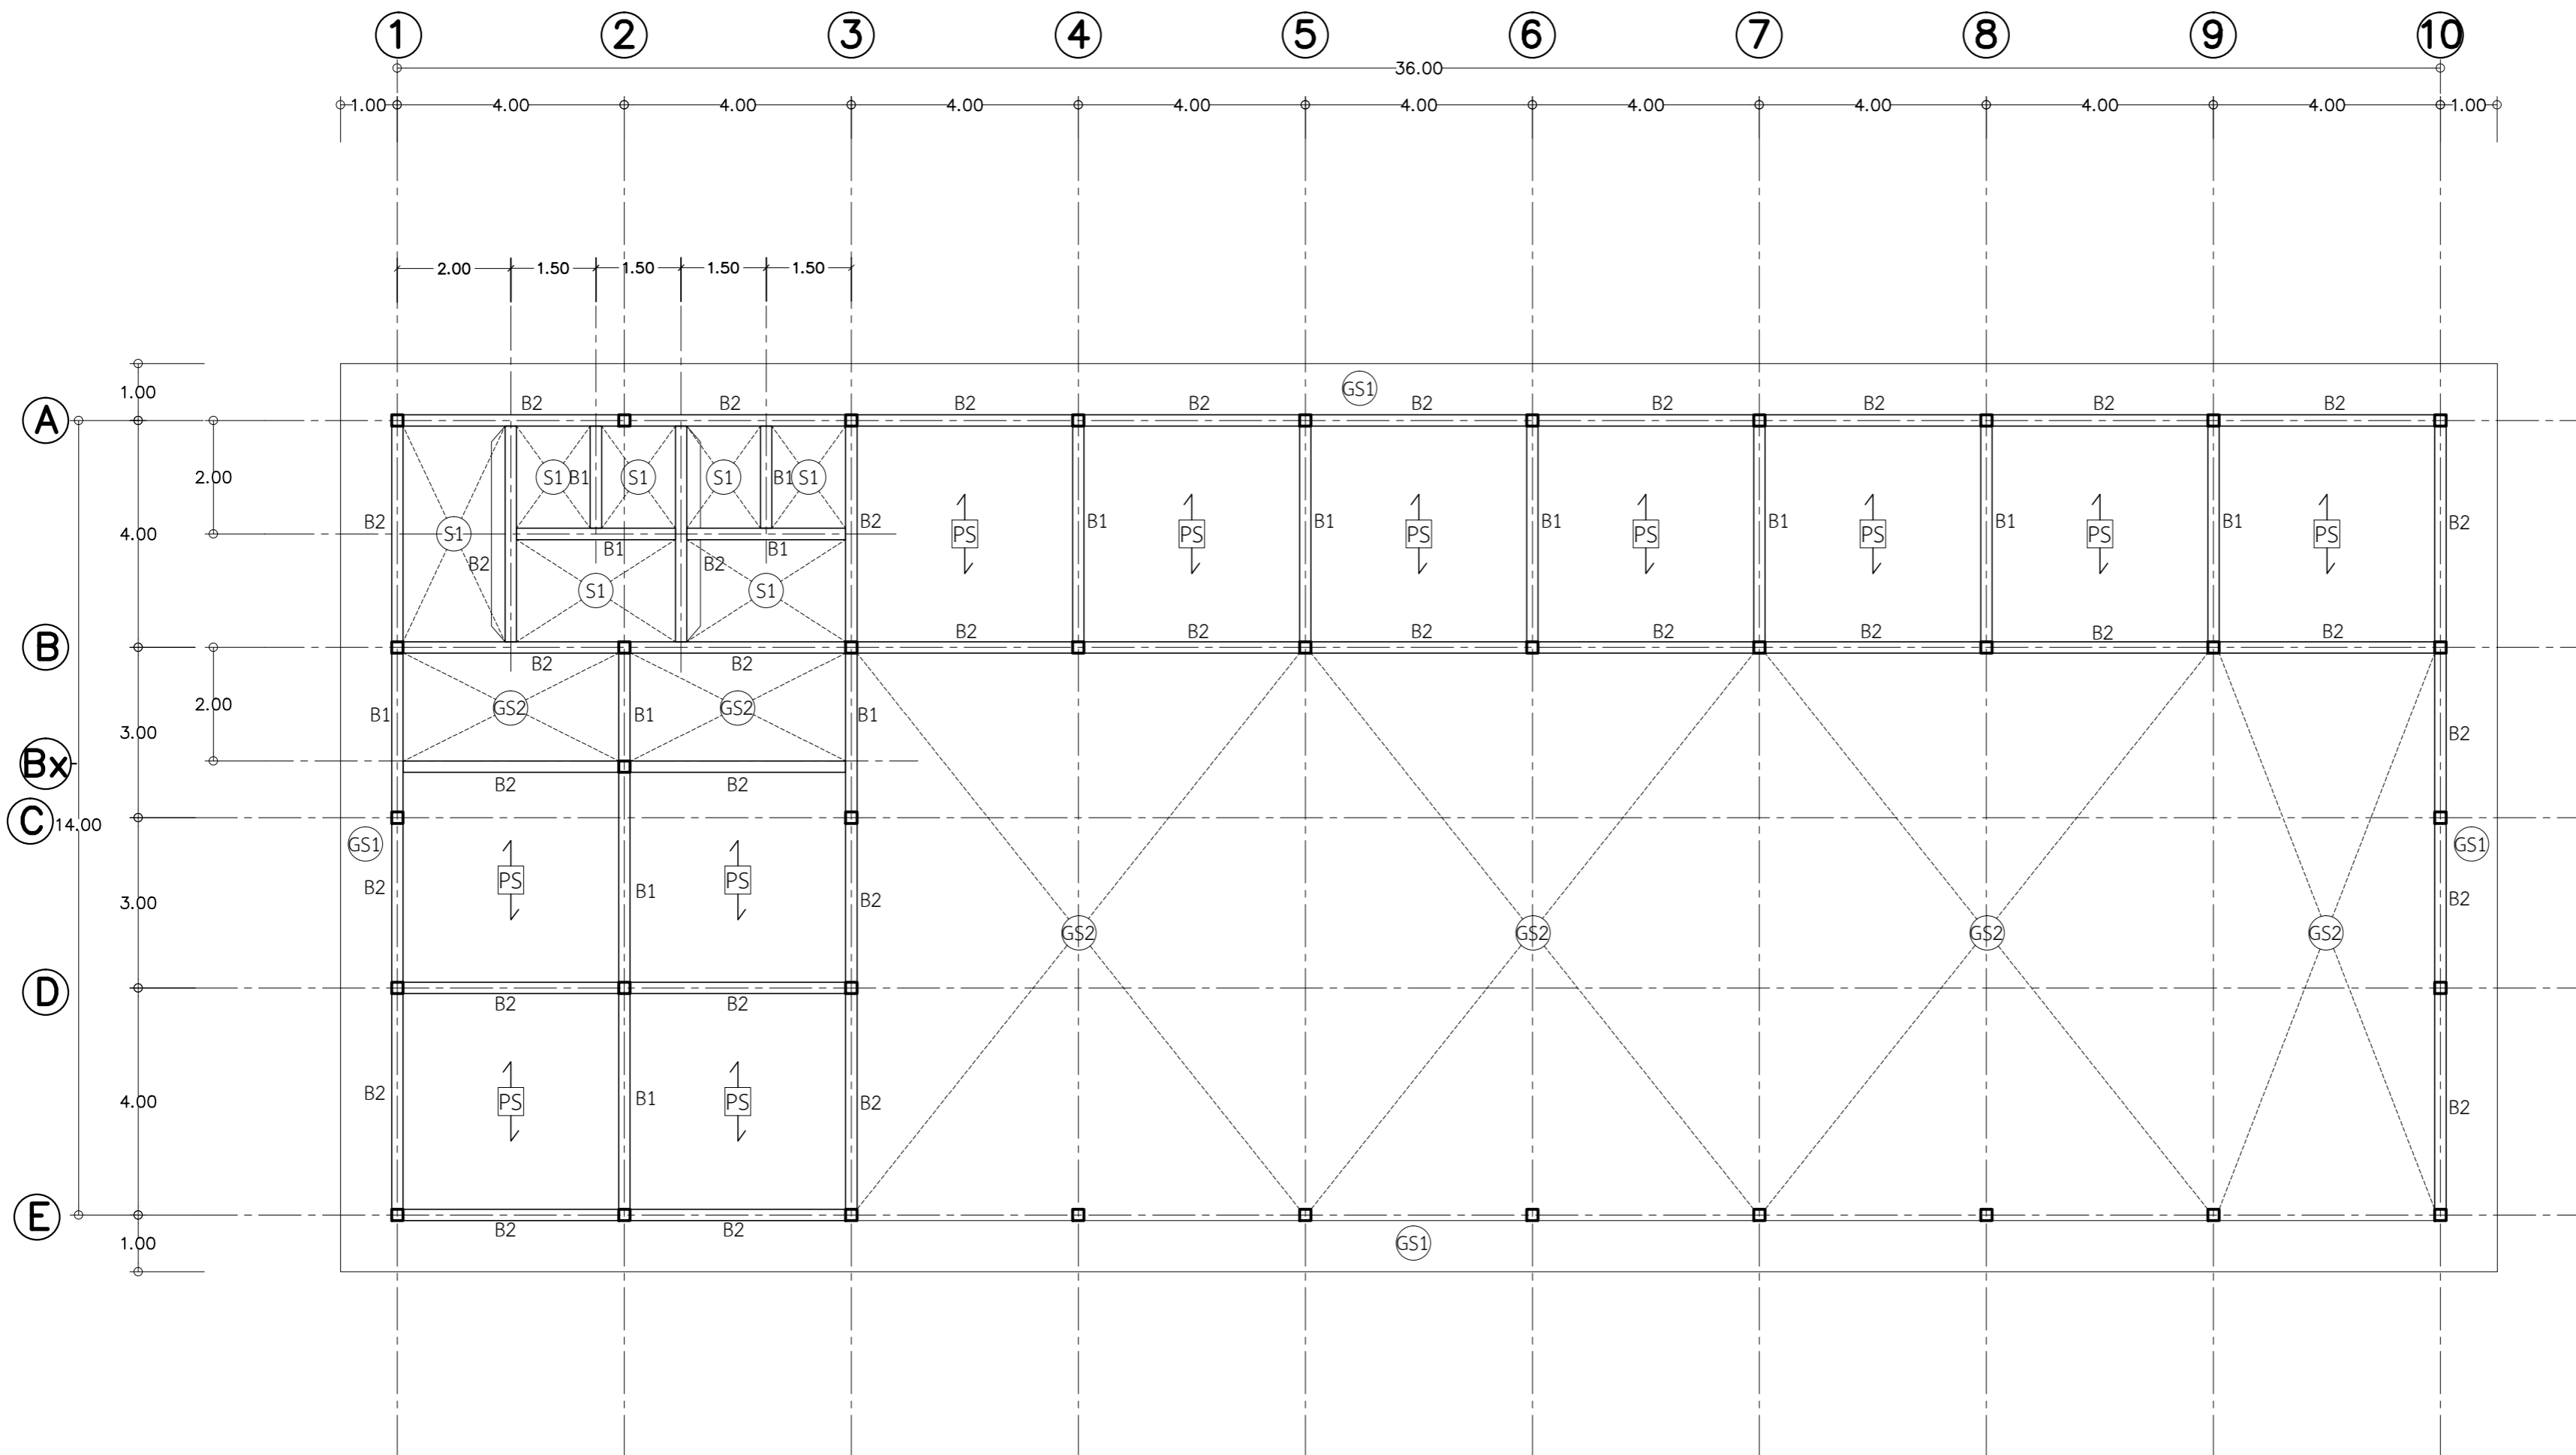 1 2 3 4 5 6 7 8 9 10
36.00
1.00 4.00 4.00 4.00 4.00 4.00 4.00 4.00 4.00 4.00 1.00
2.00 1.50 1.50 1.50 1.50
1.00
GS1
B2 B2 B2 B2 B2 B2 B2 B2 B2
A
2.00 S1 B1 S1 S1 B1 S1
B2 B2 B1 B1 B1 B1 B1 B1 B2
4.00 S1 PS PS PS PS PS PS PS
B1 B1
B2 B2
S1 S1
B2 B2 B2 B2 B2 B2 B2
B
B2 B2
2.00 GS2 GS2
B1 B1 B1
3.00 B2
Bx
B2 B2
C 14.00
GS1 GS1
PS PS
B2 B1 B2 B2
3.00
GS2 GS2 GS2 GS2
D
B2 B2
B2 B1 B2 B2
4.00 PS PS
E
B2 B2
1.00 GS1